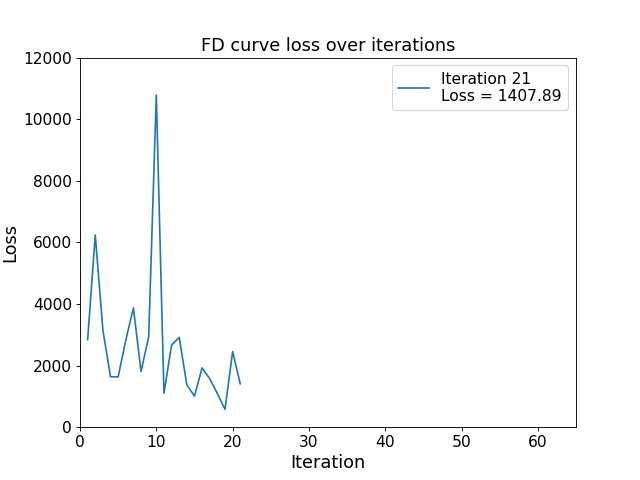 FD curve loss over iterations
12000
10000
8000
6000
4000
2000
0
Loss
Iteration 21
Loss = 1407.89
0 10 20 30 40 50 60
Iteration